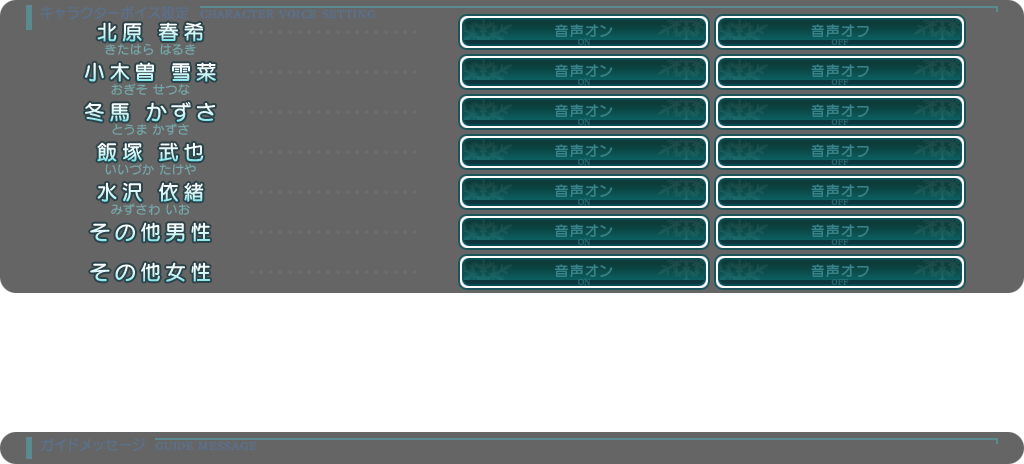 キャラクターボイス設定 CHARACTER VOICE SETTING
北原 春希 音声オン 音声オフ
きたはら はるき ON OFF
小木曽 雪菜 音声オン 音声オフ
おぎそ せつな ON OFF
冬馬 かずさ 音声オン 音声オフ
とうま かずさ ON OFF
飯塚 武也 音声オン 音声オフ
いいづか たけや ON OFF
水沢 依緒 音声オン 音声オフ
みずさわ いお ON OFF
その他男性 音声オン 音声オフ
ON OFF
その他女性 音声オン 音声オフ
ON OFF
ガイドメッセージ GUIDE MESSAGE